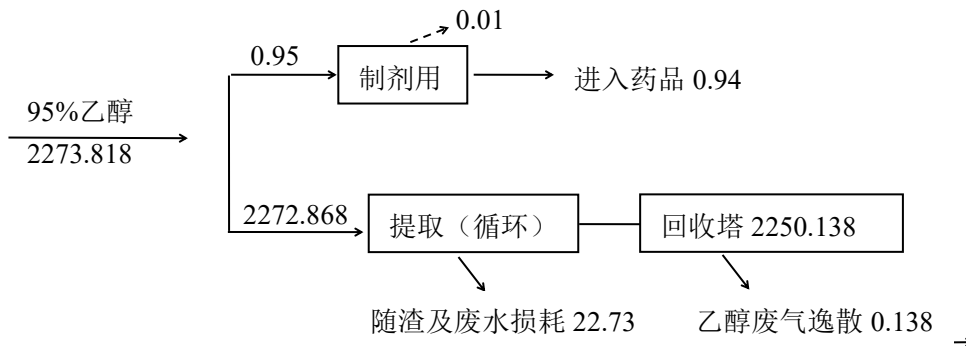 0.01
0.95
制剂用
进入药品 0.94
95%乙醇
2273.818
2272.868
提取（循环）
回收塔 2250.138
随渣及废水损耗 22.73
乙醇废气逸散 0.138